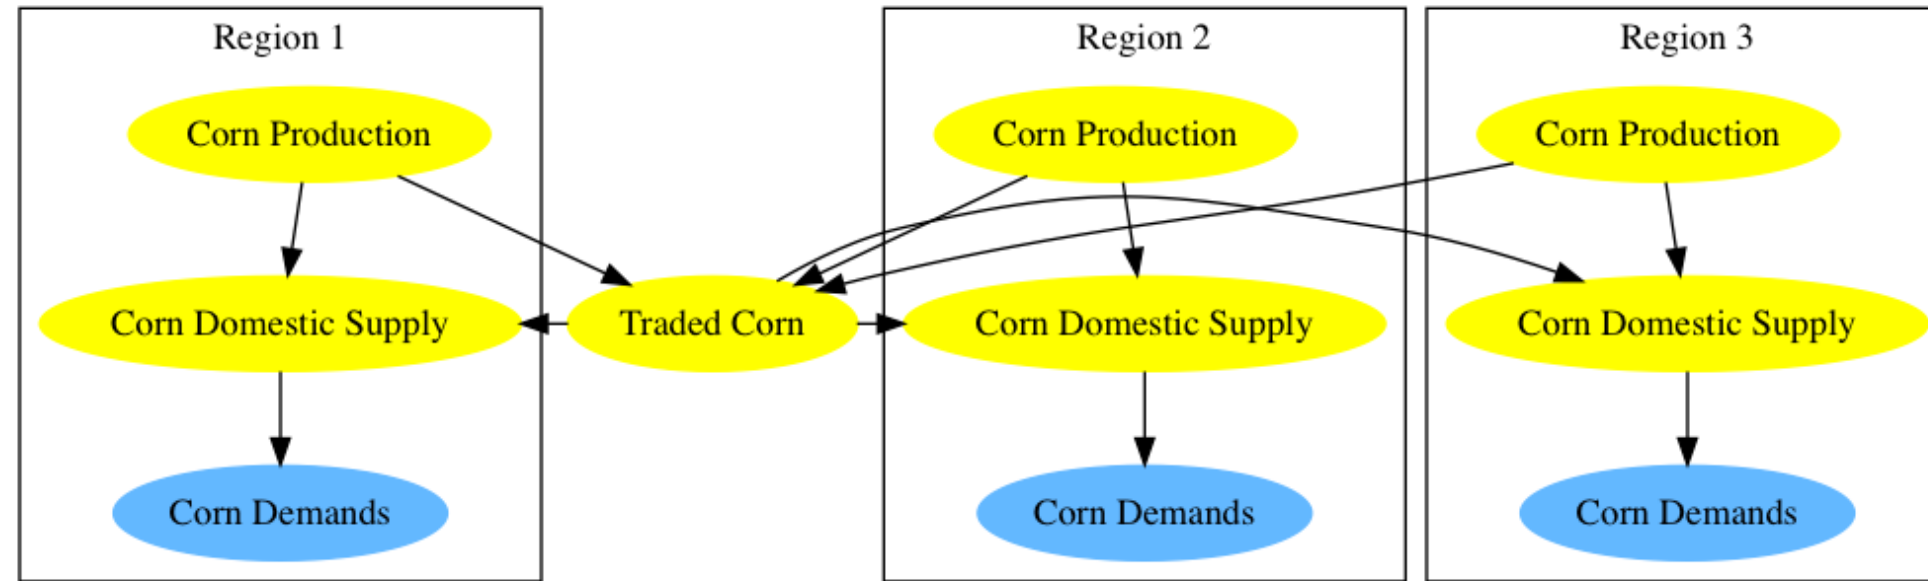 Region 1
Region 2
Region 3
Corn Production
Corn Production
Corn Production
Corn Domestic Supply
Traded Corn
Corn Domestic Supply
Corn Domestic Supply
Corn Demands
Corn Demands
Corn Demands